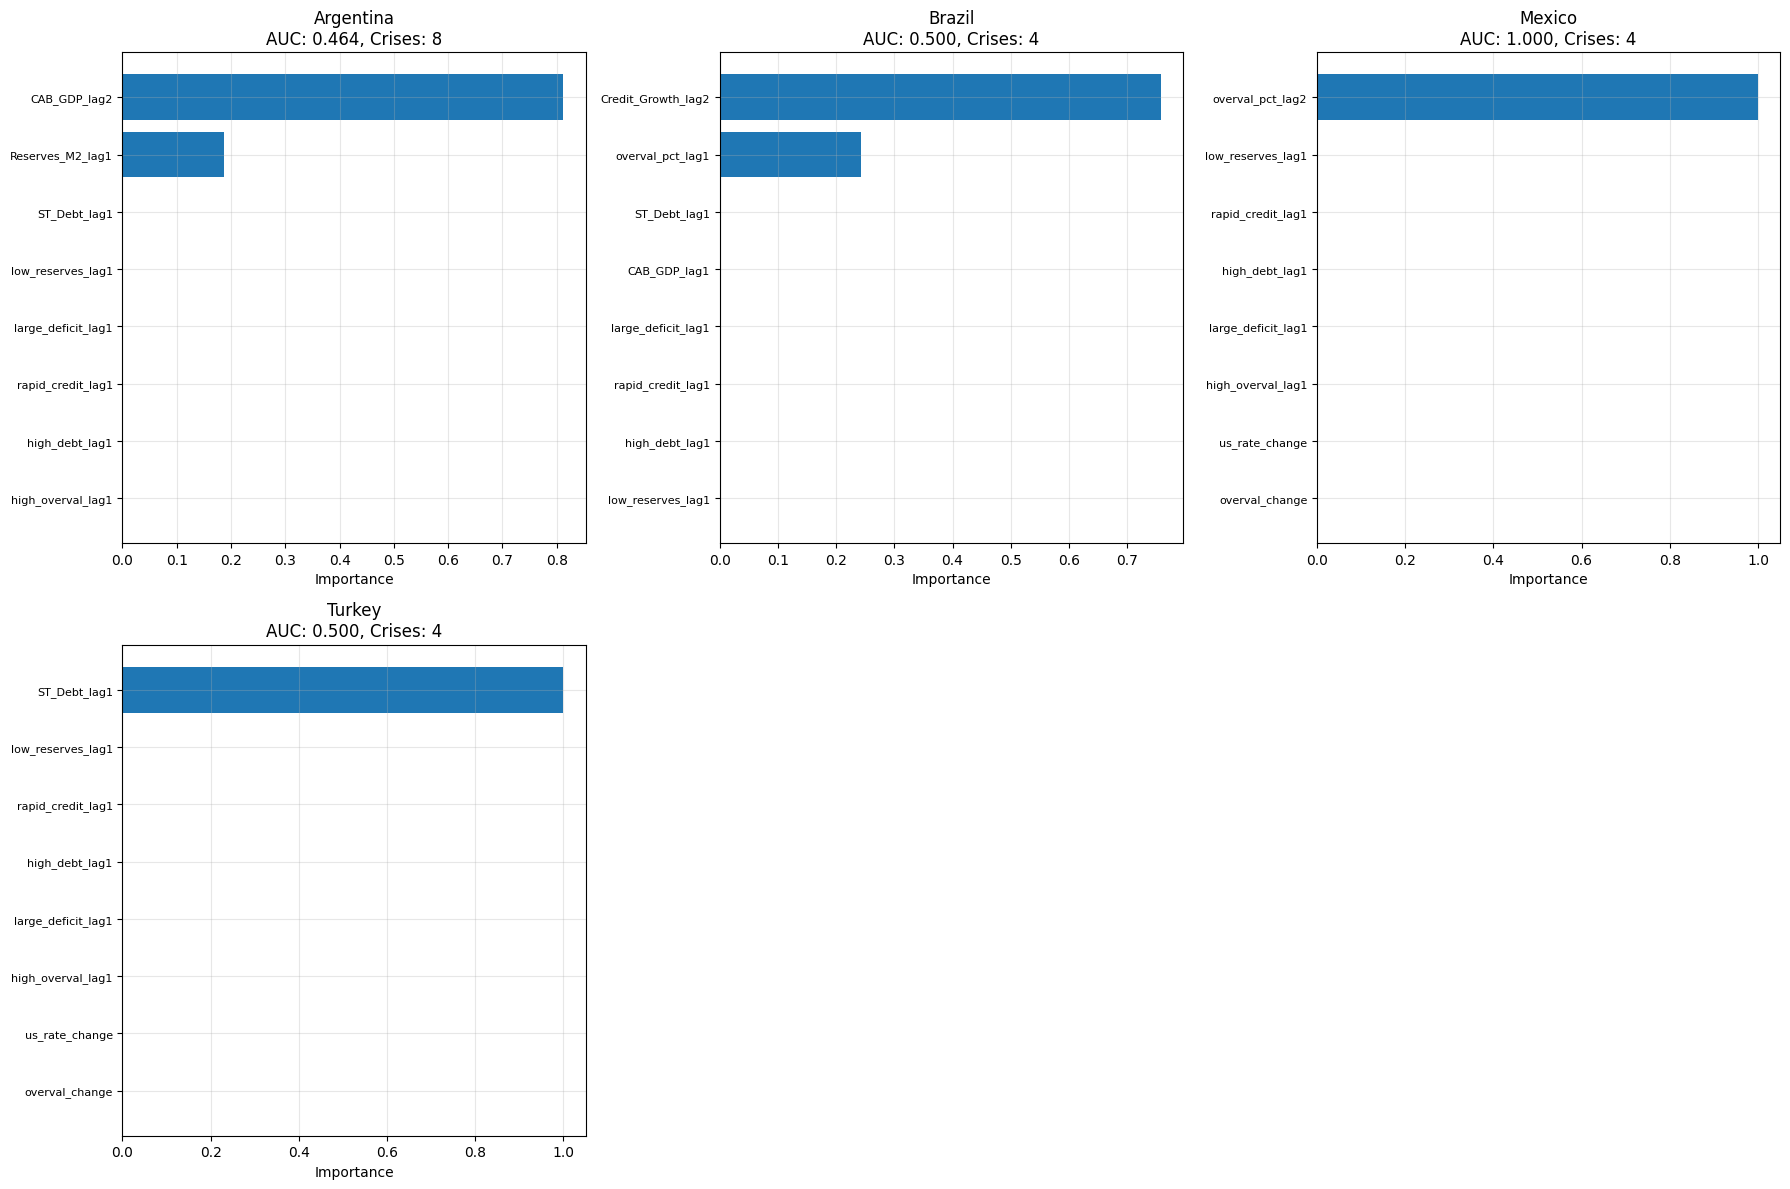 Argentina
AUC: 0.464, Crises: 8
CAB_GDP_lag2
Reserves_M2_lag1
ST_Debt_lag1
low_reserves_lag1
large_deficit_lag1
rapid_credit_lag1
high_debt_lag1
high_overval_lag1
0.0 0.1 0.2 0.3 0.4 0.5 0.6 0.7 0.8
Importance
Brazil
AUC: 0.500, Crises: 4
Credit_Growth_lag2
overval_pct_lag1
ST_Debt_lag1
CAB_GDP_lag1
large_deficit_lag1
rapid_credit_lag1
high_debt_lag1
low_reserves_lag1
0.0 0.1 0.2 0.3 0.4 0.5 0.6 0.7
Importance
Mexico
AUC: 1.000, Crises: 4
overval_pct_lag2
low_reserves_lag1
rapid_credit_lag1
high_debt_lag1
large_deficit_lag1
high_overval_lag1
us_rate_change
overval_change
0.0 0.2 0.4 0.6 0.8 1.0
Importance
Turkey
AUC: 0.500, Crises: 4
ST_Debt_lag1
low_reserves_lag1
rapid_credit_lag1
high_debt_lag1
large_deficit_lag1
high_overval_lag1
us_rate_change
overval_change
0.0 0.2 0.4 0.6 0.8 1.0
Importance